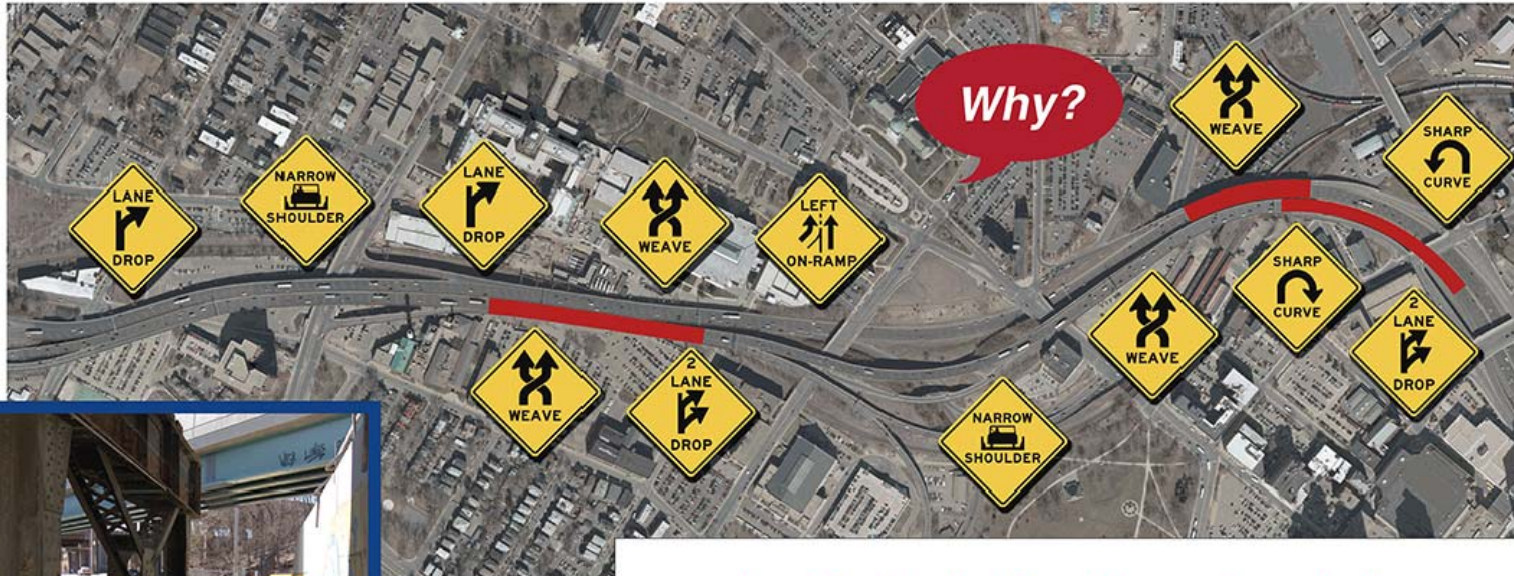 Why?
WEAVE
SHARP
CURVE
LANE
DROP
NARROW
SHOULDER
LANE
DROP
WEAVE
LEFT
ON-RAMP
WEAVE
SHARP
CURVE
2
LANE
DROP
WEAVE
2
LANE
DROP
NARROW
SHOULDER